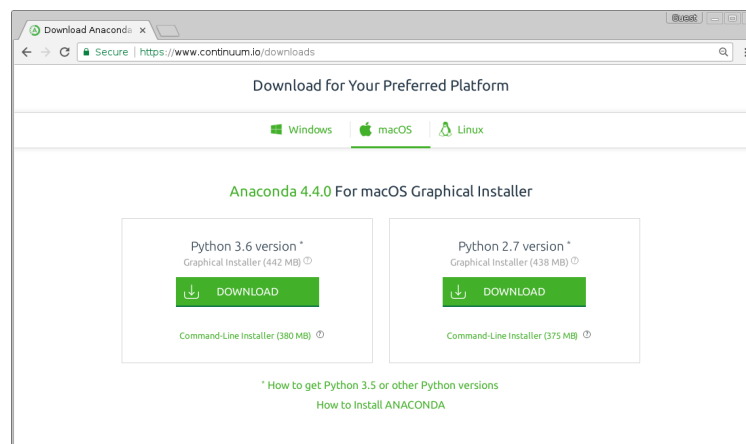 Guest
Download Anaconda
Secure | https://www.continuum.io/downloads
Download for Your Preferred Platform
Windows macOS Linux
Anaconda 4.4.0 For macOS Graphical Installer
Python 3.6 version *
Graphical Installer (442 MB) ?
DOWNLOAD
Command-Line Installer (380 MB) ?
Python 2.7 version *
Graphical Installer (438 MB) ?
DOWNLOAD
Command-Line Installer (375 MB) ?
* How to get Python 3.5 or other Python versions
How to Install ANACONDA